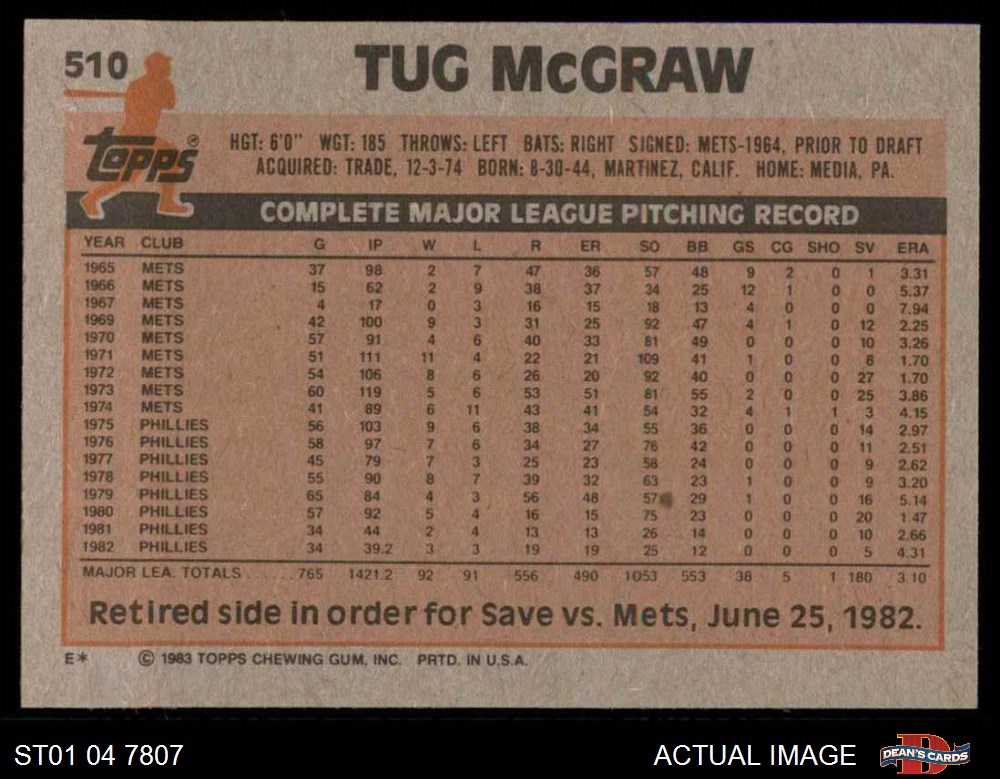 510 TUG McGRAW
Topps ®
HGT: 6'0" WGT: 185 THROWS: LEFT BATS: RIGHT SIGNED: METS-1964, PRIOR TO DRAFT
ACQUIRED: TRADE, 12-3-74 BORN: 8-30-44, MARTINEZ, CALIF. HOME: MEDIA, PA.
COMPLETE MAJOR LEAGUE PITCHING RECORD
YEAR CLUB G IP W L R ER SO BB GS CG SHO SV ERA
1965 METS 37 98 2 7 47 36 57 48 9 2 0 1 3.31
1966 METS 15 62 2 9 38 37 34 25 12 1 0 0 5.37
1967 METS 4 17 0 3 16 15 18 13 4 0 0 0 7.94
1969 METS 42 100 9 3 31 25 92 47 4 1 0 12 2.25
1970 METS 57 91 4 6 40 33 81 49 0 0 0 10 3.26
1971 METS 51 111 11 4 22 21 109 41 1 0 0 8 1.70
1972 METS 54 106 8 6 26 20 92 40 0 0 0 27 1.70
1973 METS 60 119 5 6 53 51 81 55 2 0 0 25 3.86
1974 METS 41 89 6 11 43 41 54 32 4 1 1 3 4.15
1975 PHILLIES 56 103 9 6 38 34 55 36 0 0 0 14 2.97
1976 PHILLIES 58 97 7 6 34 27 76 42 0 0 0 11 2.51
1977 PHILLIES 45 79 7 3 25 23 58 24 0 0 0 9 2.62
1978 PHILLIES 55 90 8 7 39 32 63 23 1 0 0 9 3.20
1979 PHILLIES 65 84 4 3 56 48 57 29 1 0 0 16 5.14
1980 PHILLIES 57 92 5 4 16 15 75 23 0 0 0 20 1.47
1981 PHILLIES 34 44 2 4 13 13 26 14 0 0 0 10 2.66
1982 PHILLIES 34 39.2 3 3 19 19 25 12 0 0 0 5 4.31
MAJOR LEA. TOTALS ...... 765 1421.2 92 91 556 490 1053 553 38 5 1 180 3.10
Retired side in order for Save vs. Mets, June 25, 1982.
E* © 1983 TOPPS CHEWING GUM, INC. PRTD. IN U.S.A.
ST01 04 7807 ACTUAL IMAGE D DEAN'S CARDS